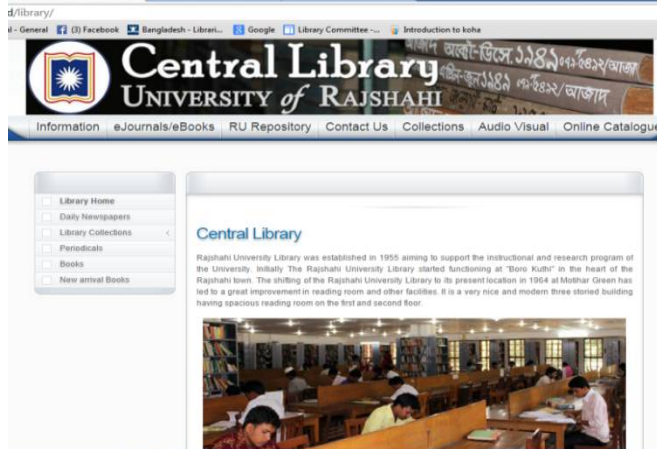 d/library/
al - General (3) Facebook Bangladesh - Librari... Google Library Committee -... Introduction to koha
Central Library
UNIVERSITY of RAJSHAHI
Information eJournals/eBooks RU Repository Contact Us Collections Audio Visual Online Catalogue
Library Home
Daily Newspapers
Library Collections <
Periodicals
Books
New arrival Books
Central Library
Rajshahi University Library was established in 1955 aiming to support the instructional and research program of
the University. Initially The Rajshahi University Library started functioning at "Boro Kuthi" in the heart of the
Rajshahi town. The shifting of the Rajshahi University Library to its present location in 1964 at Motihar Green has
led to a great improvement in reading room and other facilities. It is a very nice and modern three storied building
having spacious reading room on the first and second floor.